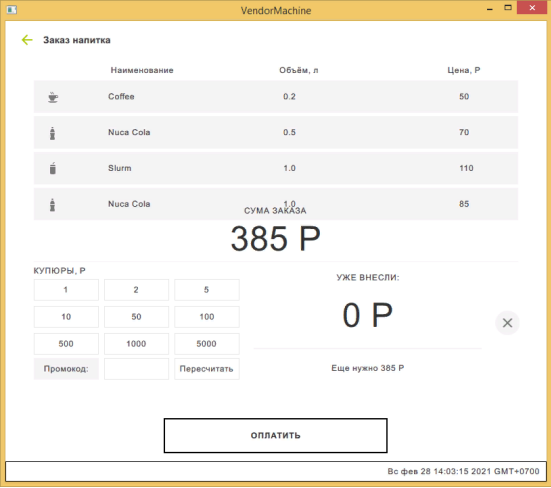 VendorMachine
Заказ напитка
Наименование Объём, л Цена, Р
Coffee 0.2 50
Nuca Cola 0.5 70
Slurm 1.0 110
Nuca Cola 1.0 85
СУМА ЗАКАЗА
385 Р
КУПЮРЫ, Р
УЖЕ ВНЕСЛИ:
1 2 5
10 50 100
0 Р
500 1000 5000
Промокод: Пересчитать
Еще нужно 385 Р
ОПЛАТИТЬ
Вс фев 28 14:03:15 2021 GMT+0700